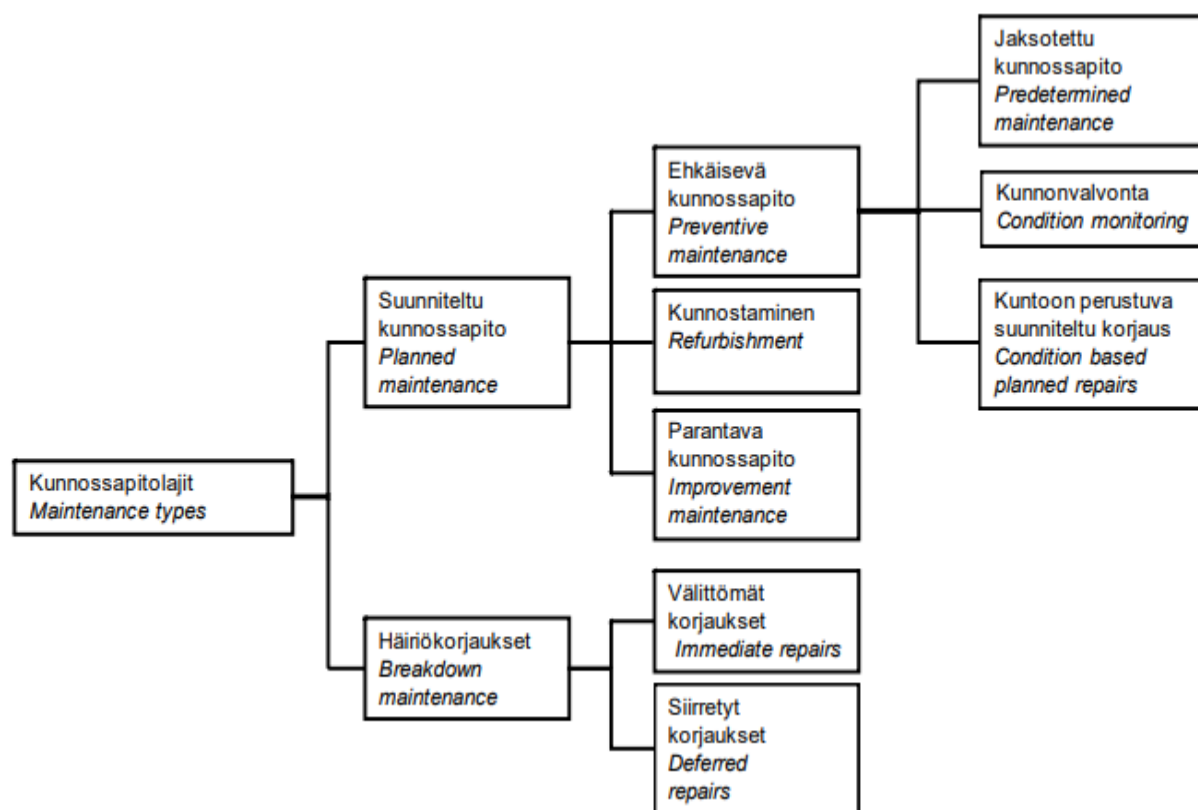 Kunnossapitolajit
Maintenance types
Suunniteltu
kunnossapito
Planned
maintenance
Häiriökorjaukset
Breakdown
maintenance
Ehkäisevä
kunnossapito
Preventive
maintenance
Kunnostaminen
Refurbishment
Parantava
kunnossapito
Improvement
maintenance
Välittömät
korjaukset
Immediate repairs
Siirretyt
korjaukset
Deferred
repairs
Jaksotettu
kunnossapito
Predetermined
maintenance
Kunnonvalvonta
Condition monitoring
Kuntoon perustuva
suunniteltu korjaus
Condition based
planned repairs